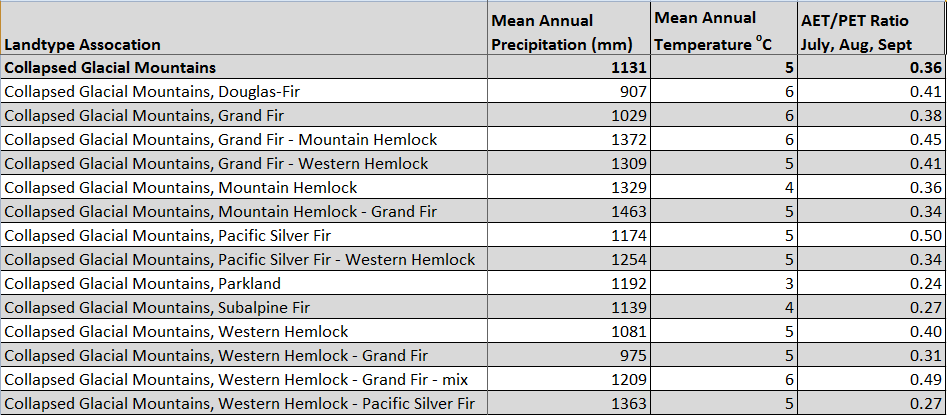 Landtype Assocation Mean Annual Precipitation (mm) Mean Annual Temperature ºC AET/PET Ratio July, Aug, Sept
Collapsed Glacial Mountains 1131 5 0.36
Collapsed Glacial Mountains, Douglas-Fir 907 6 0.41
Collapsed Glacial Mountains, Grand Fir 1029 6 0.38
Collapsed Glacial Mountains, Grand Fir - Mountain Hemlock 1372 6 0.45
Collapsed Glacial Mountains, Grand Fir - Western Hemlock 1309 5 0.41
Collapsed Glacial Mountains, Mountain Hemlock 1329 4 0.36
Collapsed Glacial Mountains, Mountain Hemlock - Grand Fir 1463 5 0.34
Collapsed Glacial Mountains, Pacific Silver Fir 1174 5 0.50
Collapsed Glacial Mountains, Pacific Silver Fir - Western Hemlock 1254 5 0.34
Collapsed Glacial Mountains, Parkland 1192 3 0.24
Collapsed Glacial Mountains, Subalpine Fir 1139 4 0.27
Collapsed Glacial Mountains, Western Hemlock 1081 5 0.40
Collapsed Glacial Mountains, Western Hemlock - Grand Fir 975 5 0.31
Collapsed Glacial Mountains, Western Hemlock - Grand Fir - mix 1209 6 0.49
Collapsed Glacial Mountains, Western Hemlock - Pacific Silver Fir 1363 5 0.27